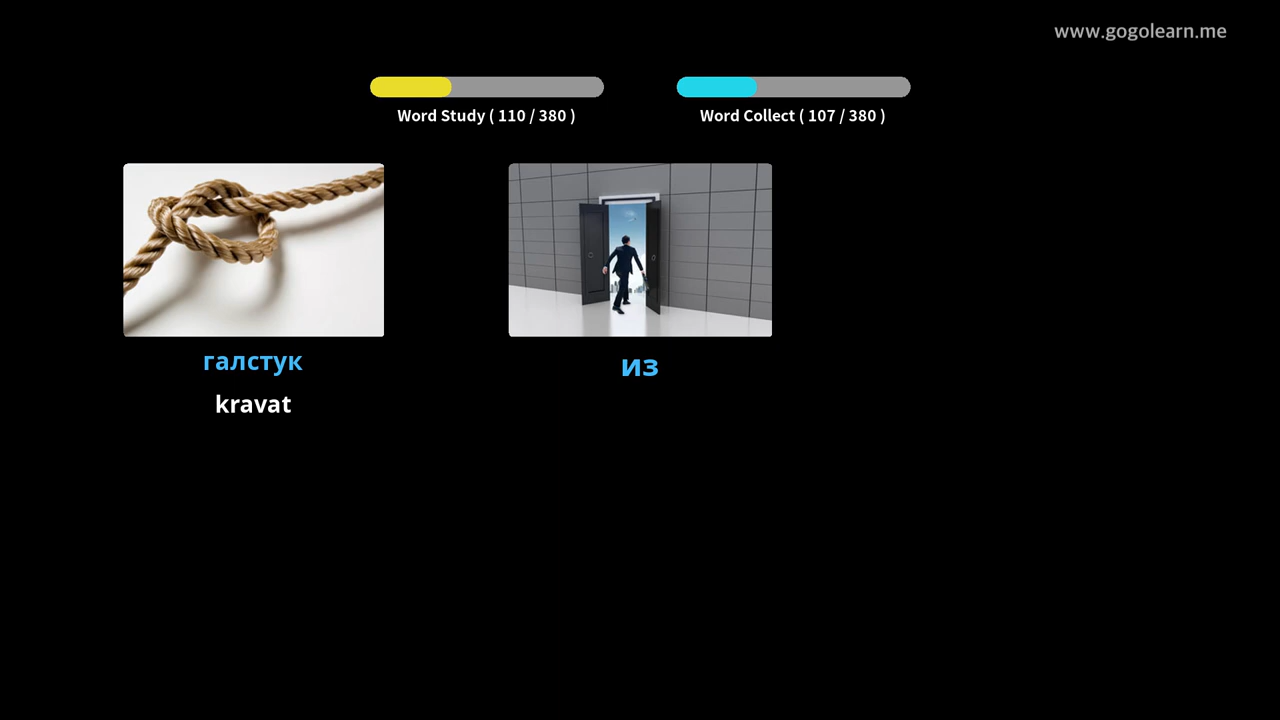 www.gogolearn.me
Word Study ( 110 / 380 )
Word Collect ( 107 / 380 )
галстук
kravat
из